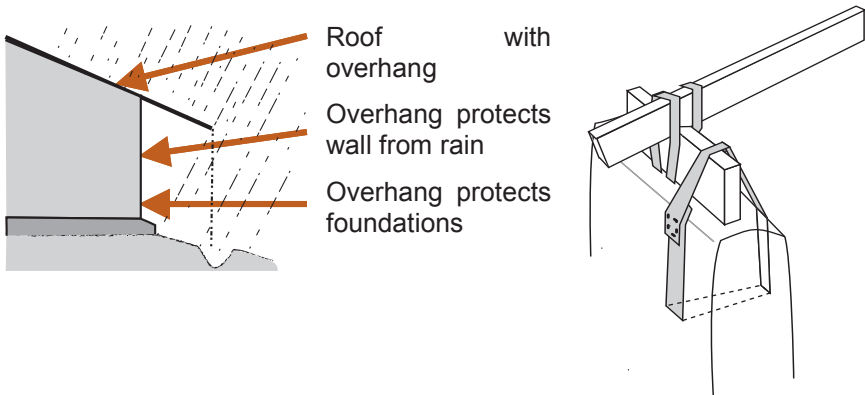 Roof with
overhang
Overhang protects
wall from rain
Overhang protects
foundations